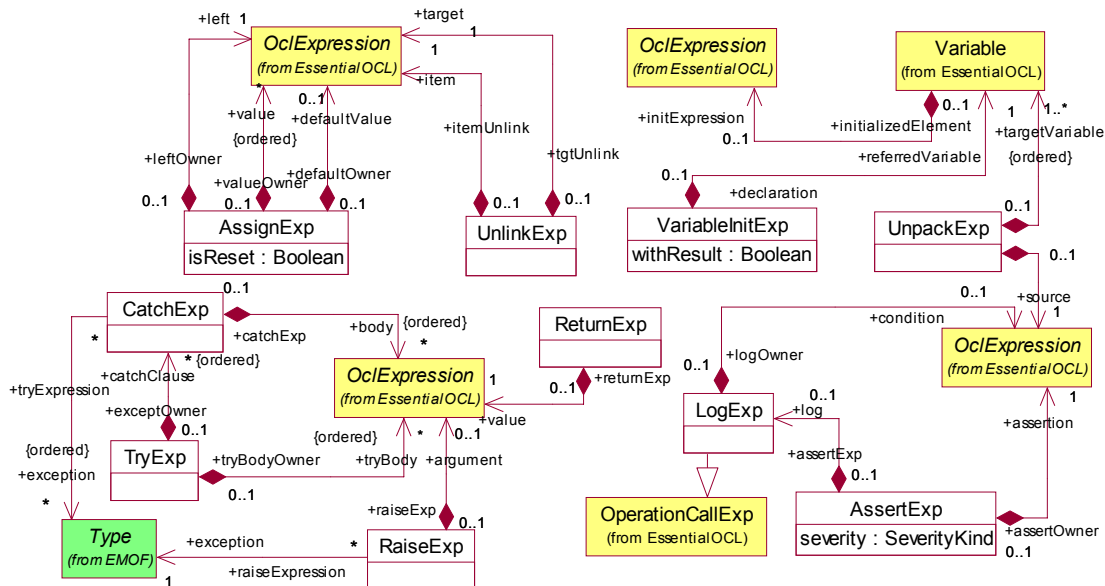 +left
1
+target
1
OclExpression
(from EssentialOCL)
1
+item
*
+value
{ordered}
0..1
+defaultValue
+itemUnlink
+tgtUnlink
+leftOwner
0..1
+valueOwner
0..1
+defaultOwner
0..1
0..1
0..1
AssignExp
isReset : Boolean
UnlinkExp
OclExpression
(from EssentialOCL)
Variable
(from EssentialOCL)
+initExpression
0..1
0..1
+initializedElement
1
+referredVariable
1..*
+targetVariable
{ordered}
0..1
+declaration
VariableInitExp
withResult : Boolean
0..1
UnpackExp
0..1
+source
1
0..1
CatchExp
+catchExp
+body
{ordered}
*
*
+tryExpression
*
{ordered}
+catchClause
+exceptOwner
0..1
TryExp
+tryBodyOwner
0..1
{ordered}
*
+tryBody
{ordered}
+exception
*
OclExpression
(from EssentialOCL)
ReturnExp
0..1
+returnExp
1
+value
0..1
+argument
+raiseExp
0..1
RaiseExp
Type
(from EMOF)
+exception
1
*
+raiseExpression
0..1
+condition
0..1
+logOwner
LogExp
+log
0..1
+assertExp
0..1
OclExpression
(from EssentialOCL)
1
+assertion
OperationCallExp
(from EssentialOCL)
AssertExp
severity : SeverityKind
+assertOwner
0..1